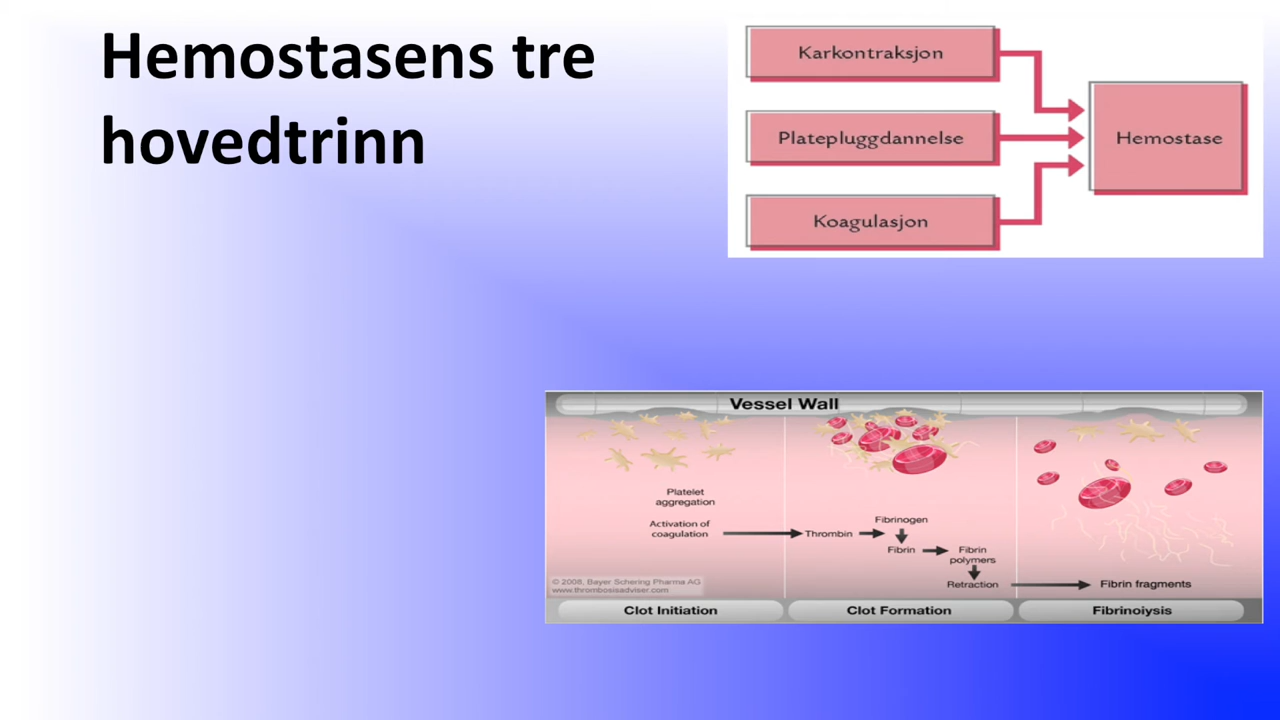 Hemostasens tre
hovedtrinn
Karkontraksjon
Platepluggdannelse
Koagulasjon
Hemostase
Vessel Wall
Platelet
aggregation
Activation of
coagulation
Thrombin
Fibrinogen
Fibrin
Fibrin
polymers
Retraction
Fibrin fragments
© 2008, Bayer Schering Pharma AG
www.thrombosisadviser.com
Clot Initiation
Clot Formation
Fibrinoiysis